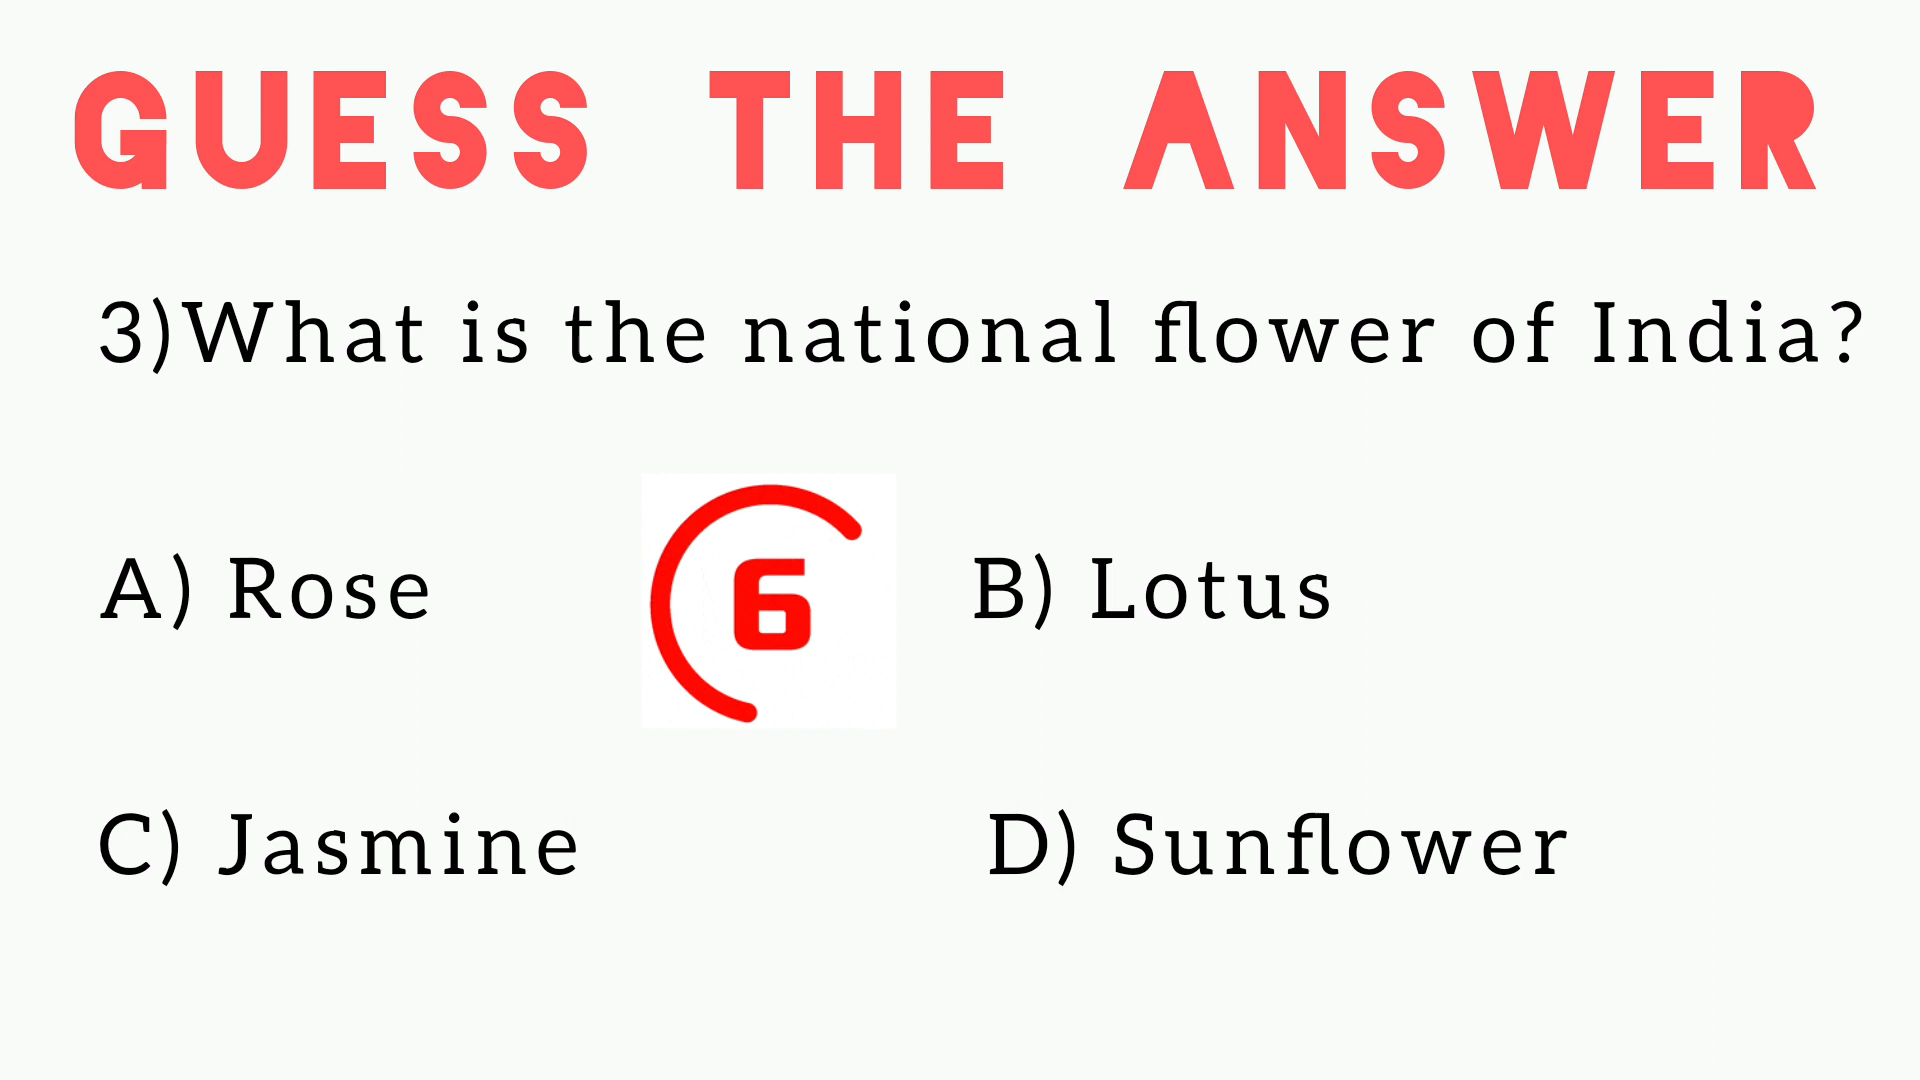 GUESS THE ANSWER
3)What is the national flower of India?
A) Rose
6
B) Lotus
C) Jasmine
D) Sunflower